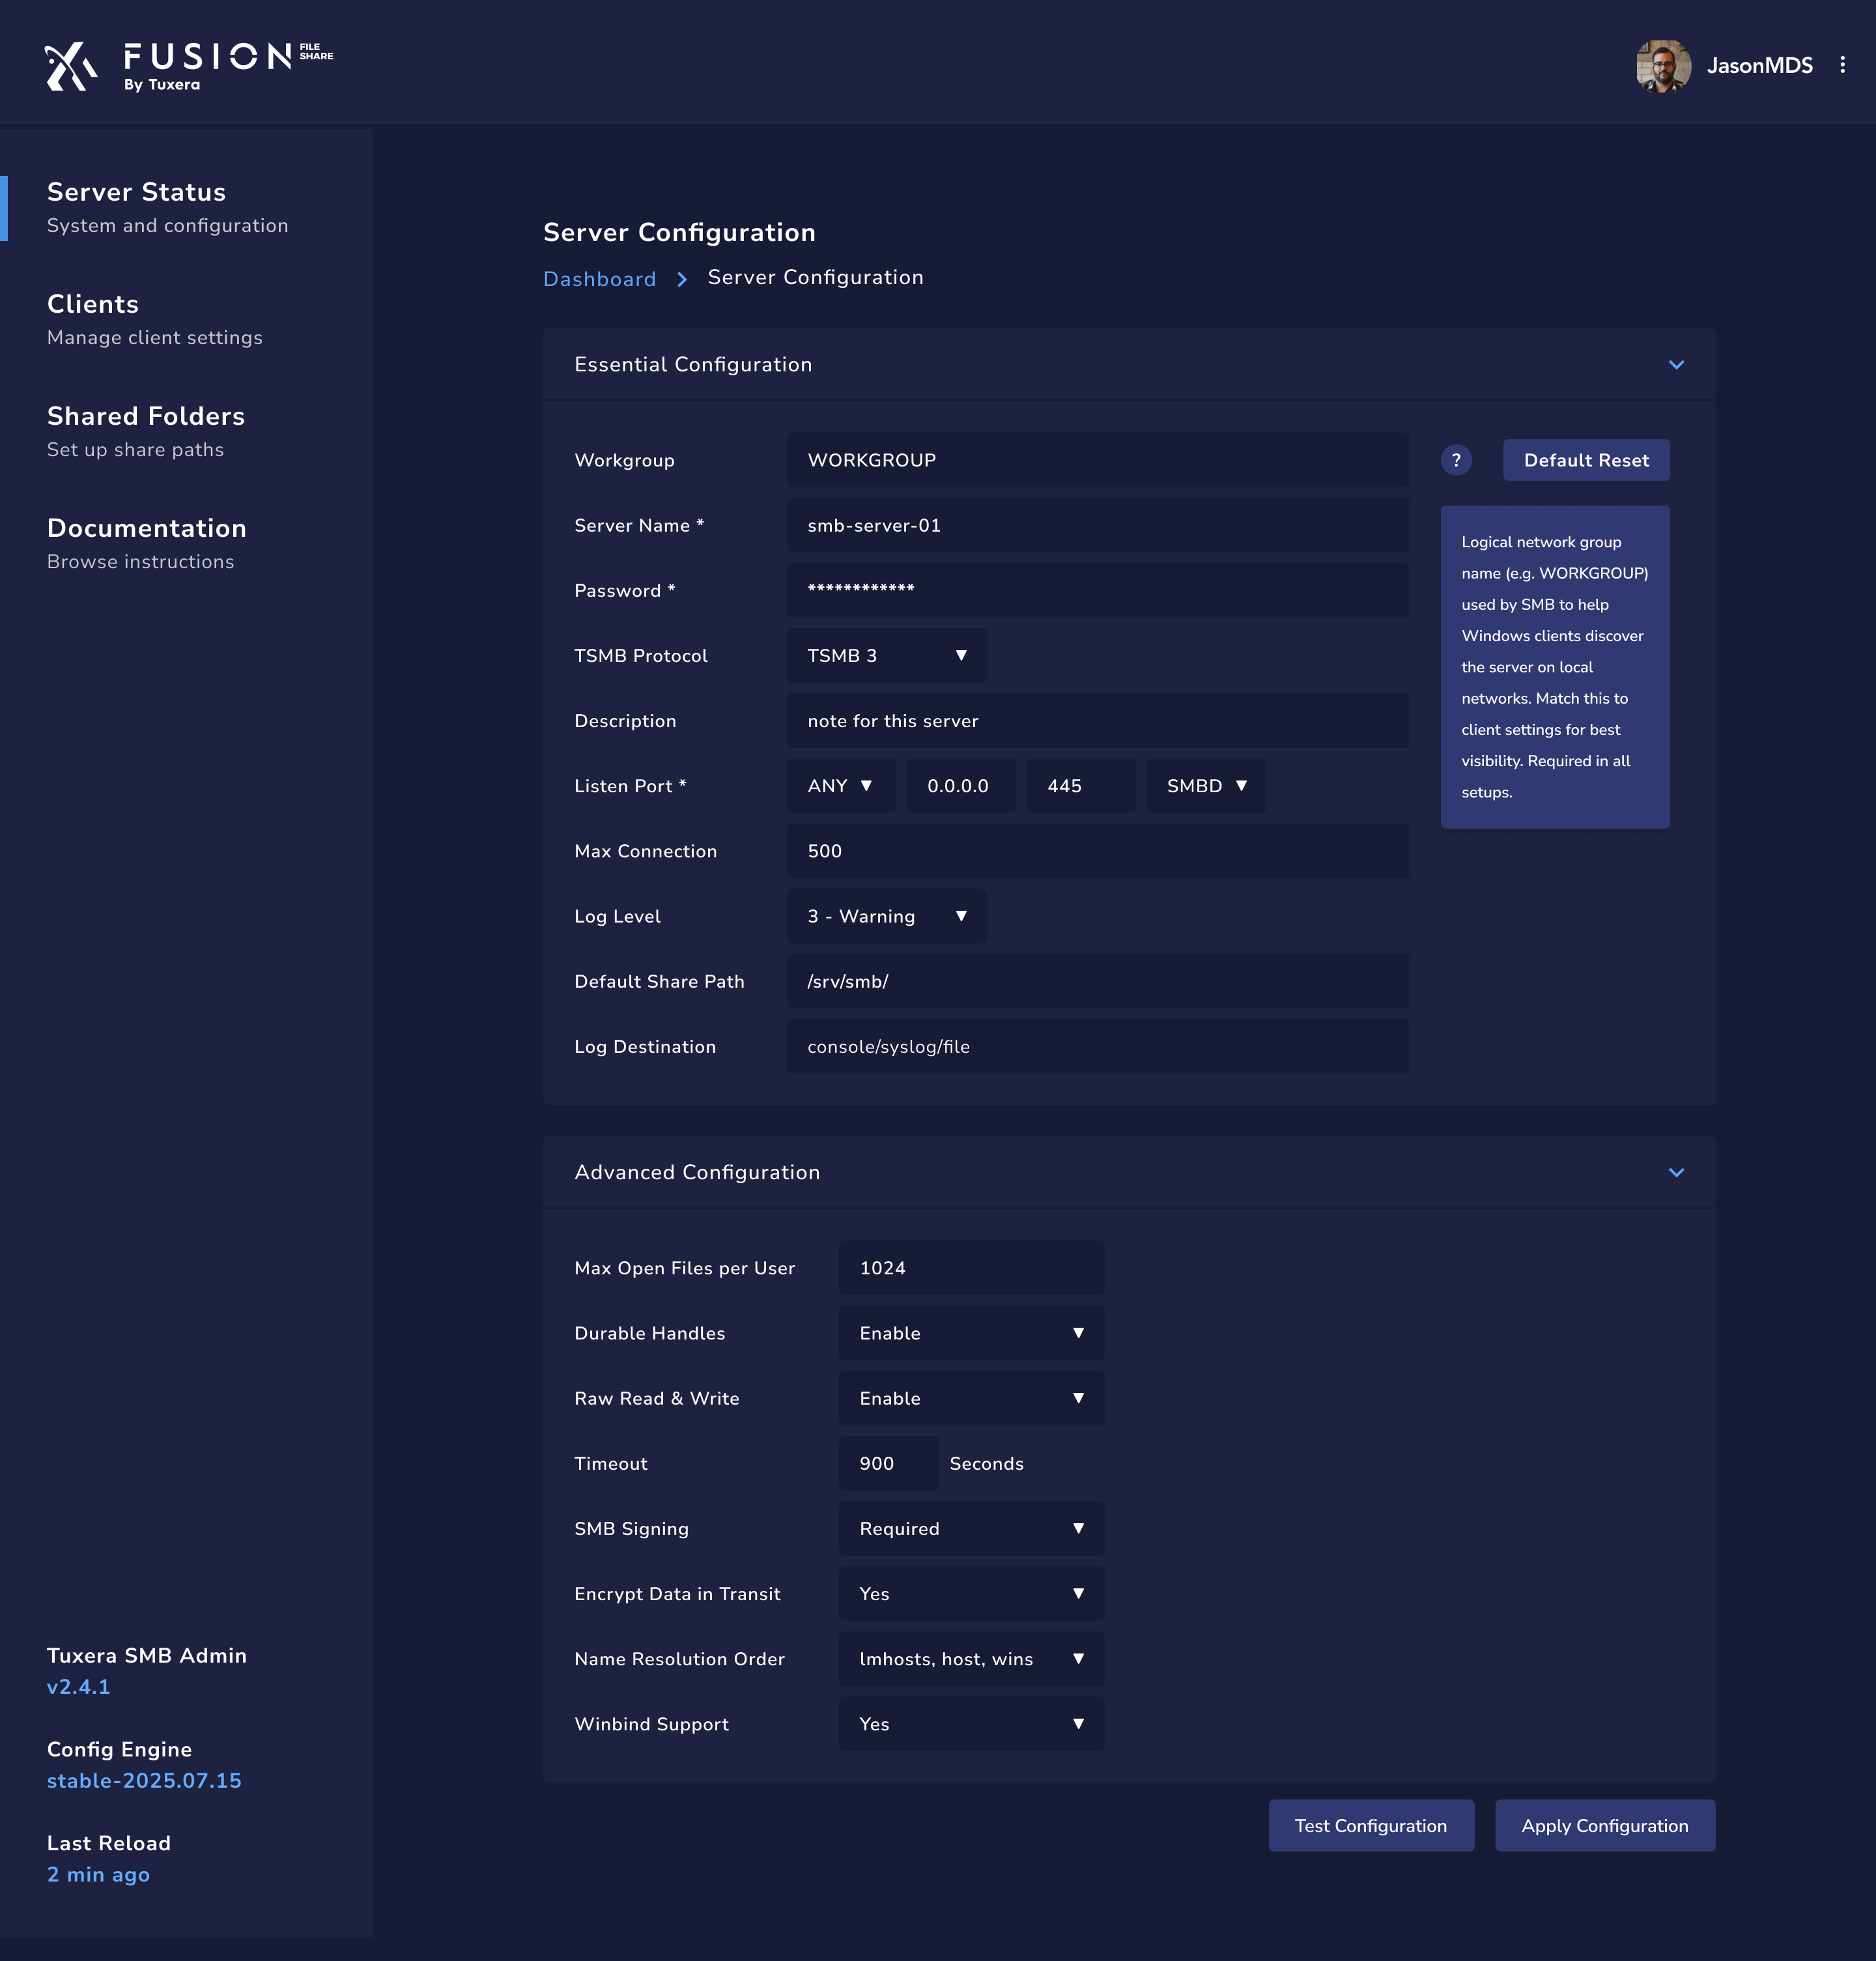 FUSION FILE SHARE
By Tuxera
JasonMDS
Server Status
System and configuration
Clients
Manage client settings
Shared Folders
Set up share paths
Documentation
Browse instructions
Tuxera SMB Admin
v2.4.1
Config Engine
stable-2025.07.15
Last Reload
2 min ago
Server Configuration
Dashboard > Server Configuration
Essential Configuration
Workgroup WORKGROUP ? Default Reset
Server Name * smb-server-01
Password * ************
TSMB Protocol TSMB 3 ▼
Description note for this server
Listen Port * ANY ▼ 0.0.0.0 445 SMBD ▼
Max Connection 500
Log Level 3 - Warning ▼
Default Share Path /srv/smb/
Log Destination console/syslog/file
Logical network group
name (e.g. WORKGROUP)
used by SMB to help
Windows clients discover
the server on local
networks. Match this to
client settings for best
visibility. Required in all
setups.
Advanced Configuration
Max Open Files per User 1024
Durable Handles Enable ▼
Raw Read & Write Enable ▼
Timeout 900 Seconds
SMB Signing Required ▼
Encrypt Data in Transit Yes ▼
Name Resolution Order lmhosts, host, wins ▼
Winbind Support Yes ▼
Test Configuration Apply Configuration